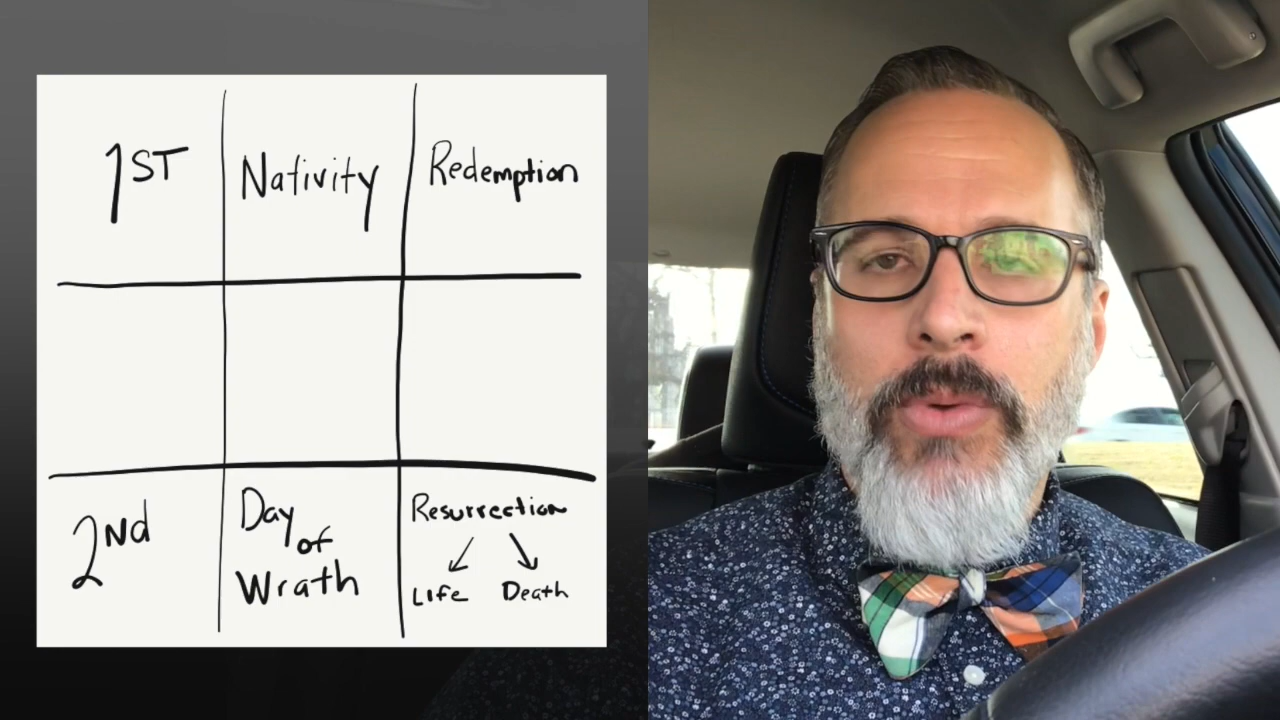 1ST
Nativity
Redemption
2nd
Day
of
Wrath
Resurrection
Life Death